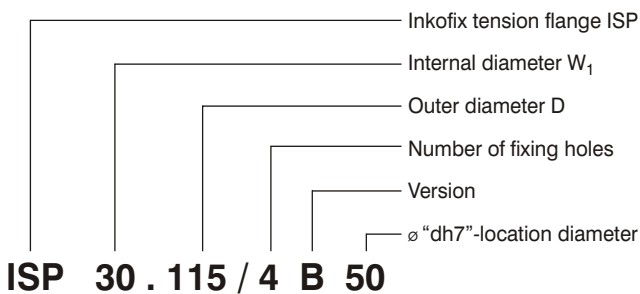 Inkofix tension flange ISP
Internal diameter W₁
Outer diameter D
Number of fixing holes
Version
ø “dh7”-location diameter
ISP 30 . 115 / 4 B 50